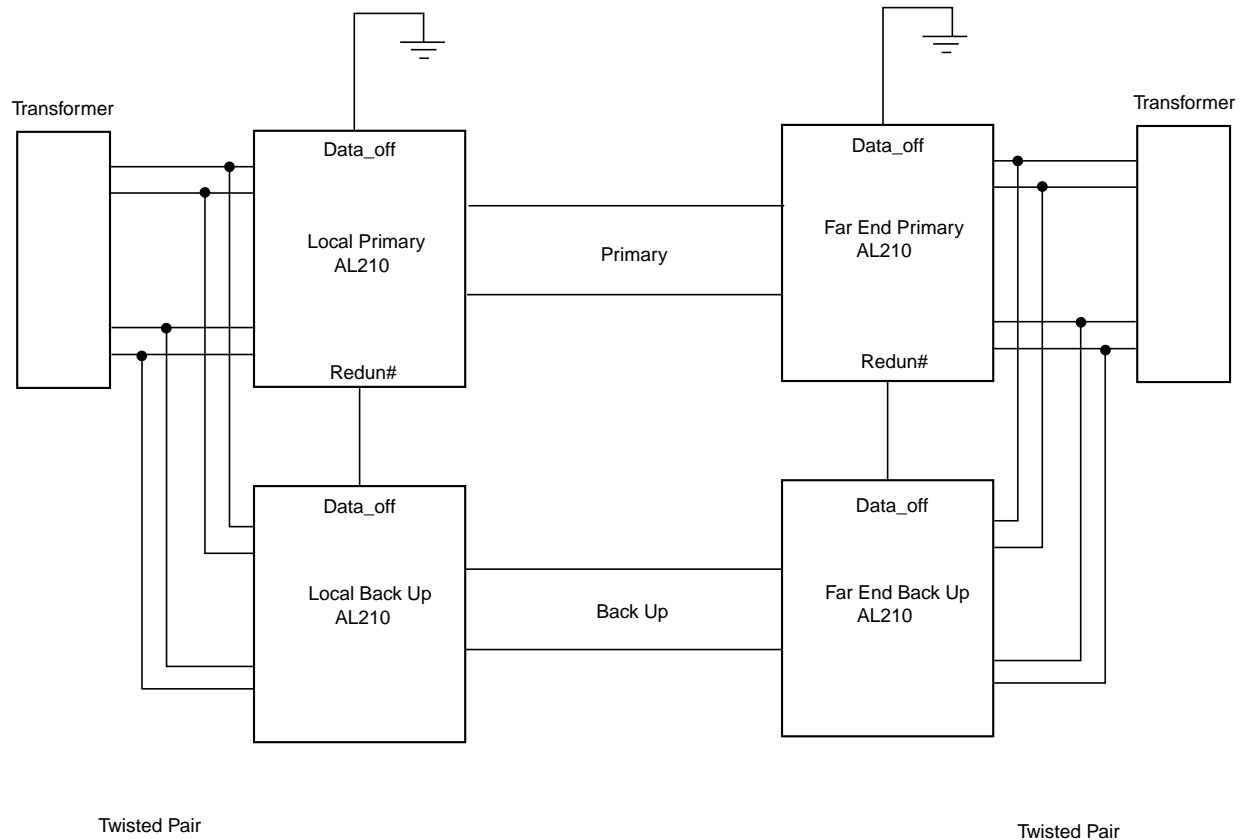 Transformer
Transformer
Data_off
Data_off
Local Primary
AL210
Primary
Far End Primary
AL210
Redun#
Redun#
Data_off
Data_off
Local Back Up
AL210
Back Up
Far End Back Up
AL210
Twisted Pair
Twisted Pair